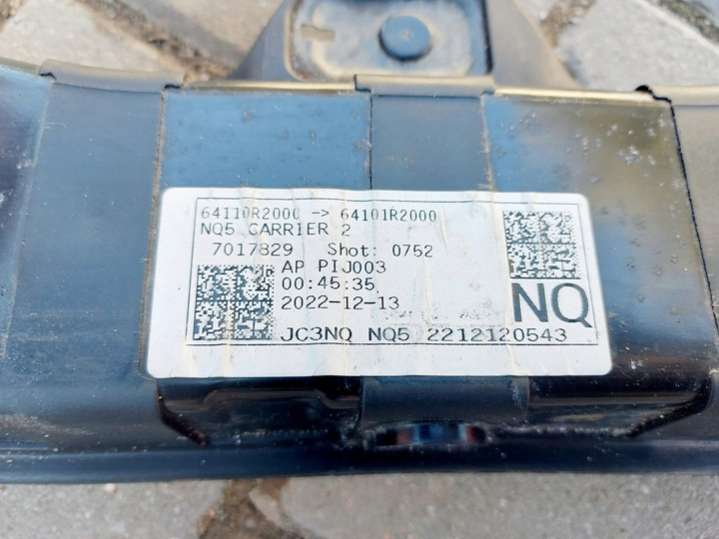 64110R2000 -> 64101R2000
NQ5 CARRIER 2
7017829 Shot: 0752
AP PIJ003
00:45:35
2022-12-13
NQ
JC3NQ NQ5 2212120543